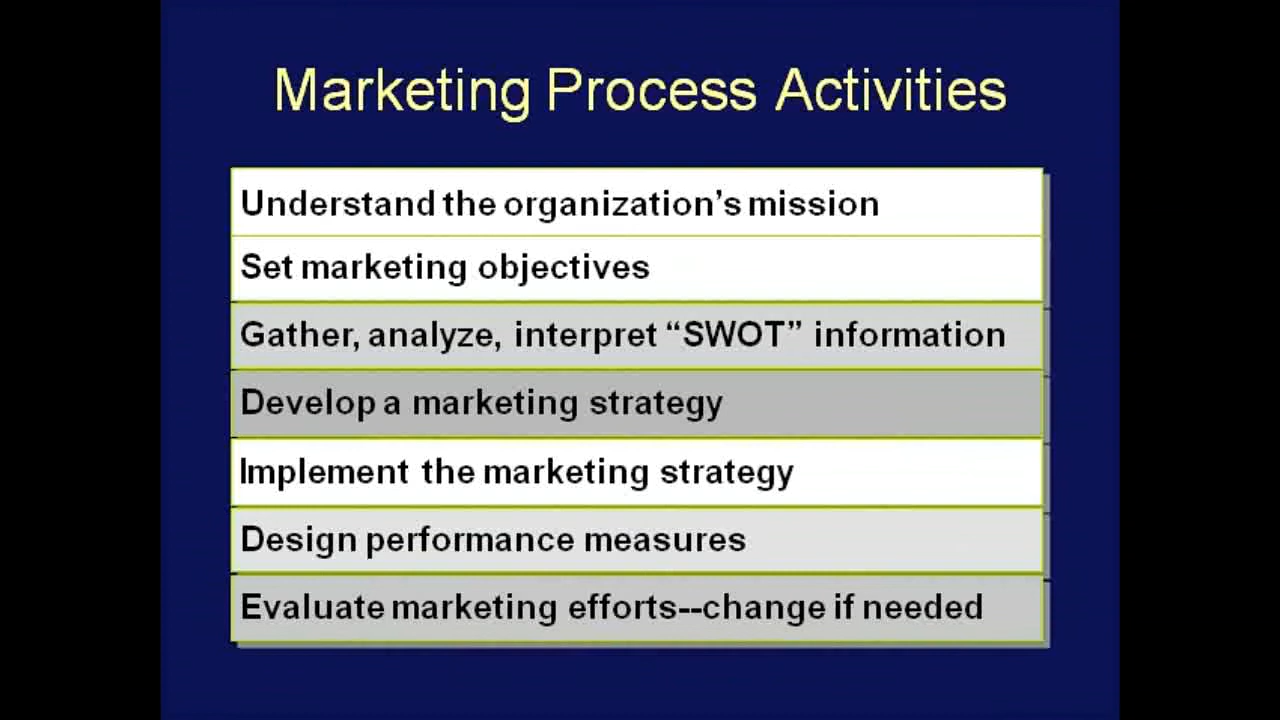 Marketing Process Activities
Understand the organization’s mission
Set marketing objectives
Gather, analyze, interpret “SWOT” information
Develop a marketing strategy
Implement the marketing strategy
Design performance measures
Evaluate marketing efforts--change if needed